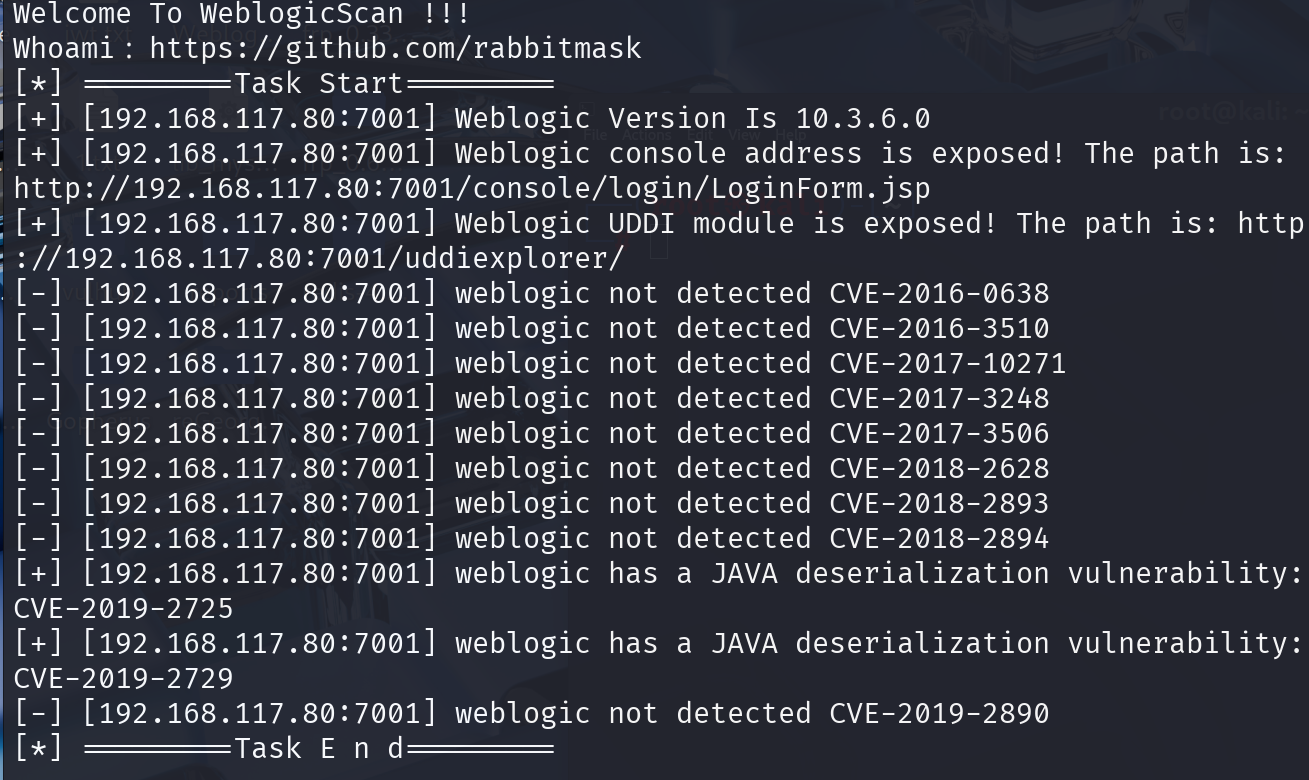 Welcome To WeblogicScan !!!
Whoami：https://github.com/rabbitmask
[*] ========Task Start========
[+] [192.168.117.80:7001] Weblogic Version Is 10.3.6.0
[+] [192.168.117.80:7001] Weblogic console address is exposed! The path is:
http://192.168.117.80:7001/console/login/LoginForm.jsp
[+] [192.168.117.80:7001] Weblogic UDDI module is exposed! The path is: http
://192.168.117.80:7001/uddiexplorer/
[-] [192.168.117.80:7001] weblogic not detected CVE-2016-0638
[-] [192.168.117.80:7001] weblogic not detected CVE-2016-3510
[-] [192.168.117.80:7001] weblogic not detected CVE-2017-10271
[-] [192.168.117.80:7001] weblogic not detected CVE-2017-3248
[-] [192.168.117.80:7001] weblogic not detected CVE-2017-3506
[-] [192.168.117.80:7001] weblogic not detected CVE-2018-2628
[-] [192.168.117.80:7001] weblogic not detected CVE-2018-2893
[-] [192.168.117.80:7001] weblogic not detected CVE-2018-2894
[+] [192.168.117.80:7001] weblogic has a JAVA deserialization vulnerability:
CVE-2019-2725
[+] [192.168.117.80:7001] weblogic has a JAVA deserialization vulnerability:
CVE-2019-2729
[-] [192.168.117.80:7001] weblogic not detected CVE-2019-2890
[*] ========Task E n d========
root@kali: ~
File Actions Edit View Help